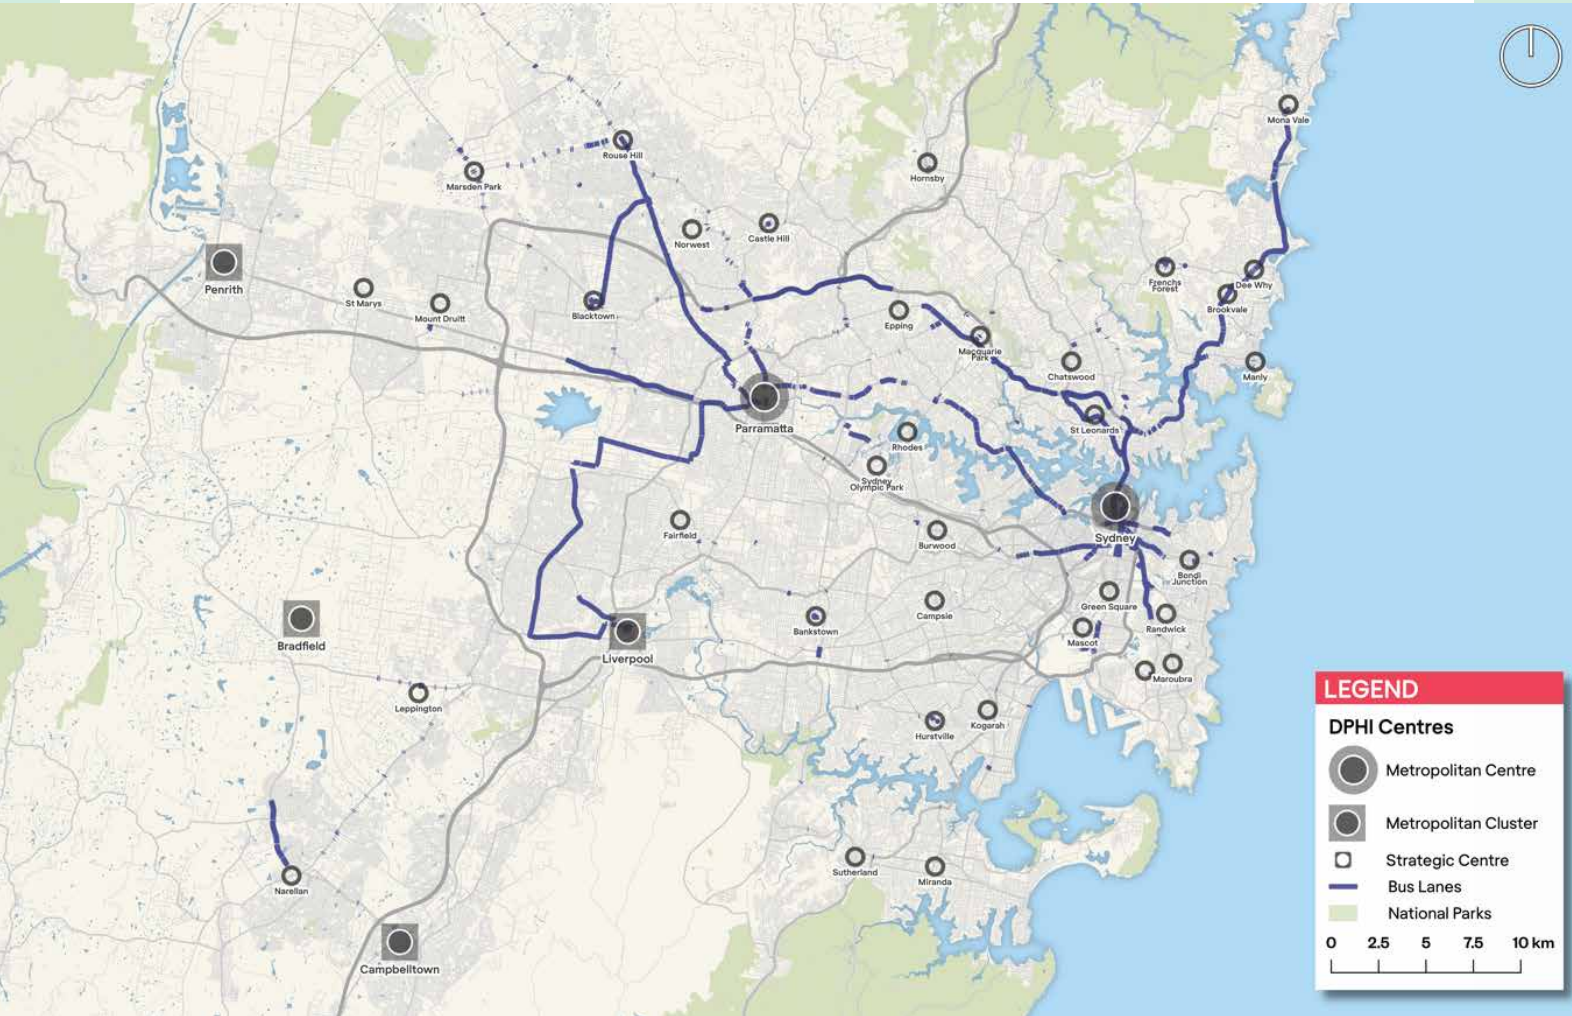 Mona Vale
Rouse Hill
Hornsby
Marsden Park
Norwest
Castle Hill
Penrith
Frenchs
Forest
Dee Why
St Marys
Mount Druitt
Blacktown
Epping
Brookvale
Macquarie
Park
Chatswood
Manly
Parramatta
St Leonards
Rhodes
Sydney
Olympic Park
Fairfield
Burwood
Sydney
Bondi
Junction
Green Square
Campsie
Bankstown
Randwick
Mascot
Bradfield
Liverpool
Maroubra
Leppington
Hurstville
Kogarah
Narellan
Sutherland
Miranda
Campbelltown
LEGEND
DPHI Centres
Metropolitan Centre
Metropolitan Cluster
Strategic Centre
Bus Lanes
National Parks
0 2.5 5 7.5 10 km